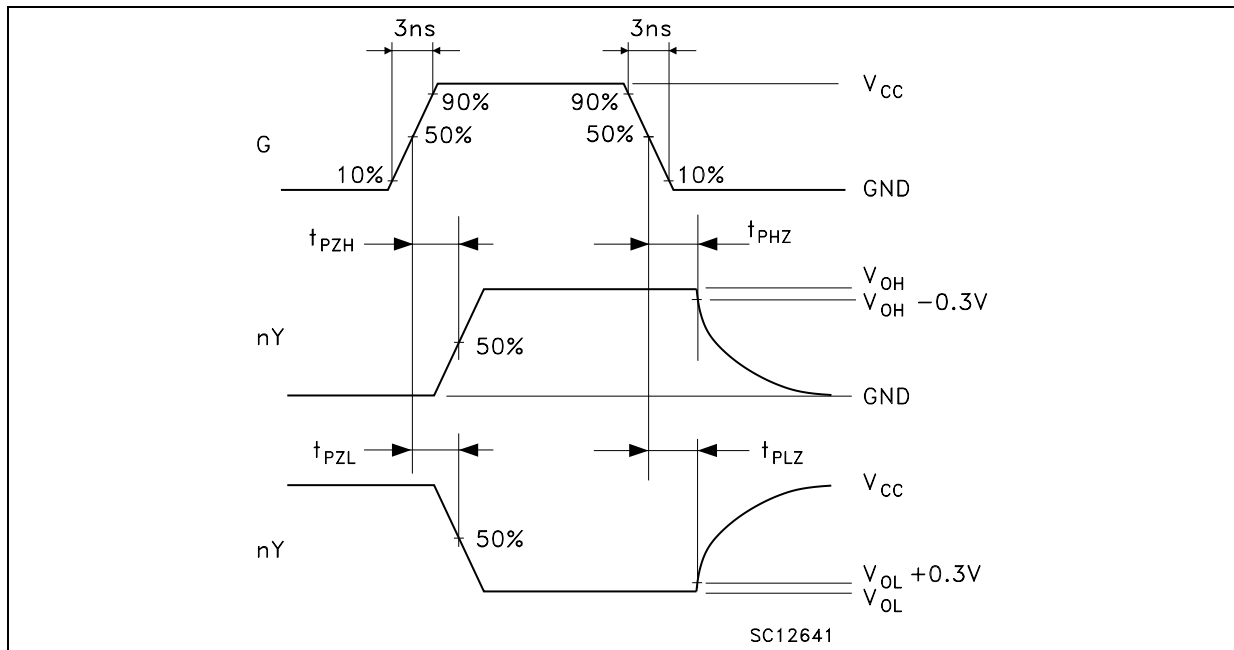 3ns 3ns
V_CC
90% 90%
G 50% 50%
10% 10%
GND
t_PZH t_PHZ
V_OH
V_OH -0.3V
nY 50%
GND
t_PZL t_PLZ
V_CC
50%
nY
V_OL +0.3V
V_OL
SC12641